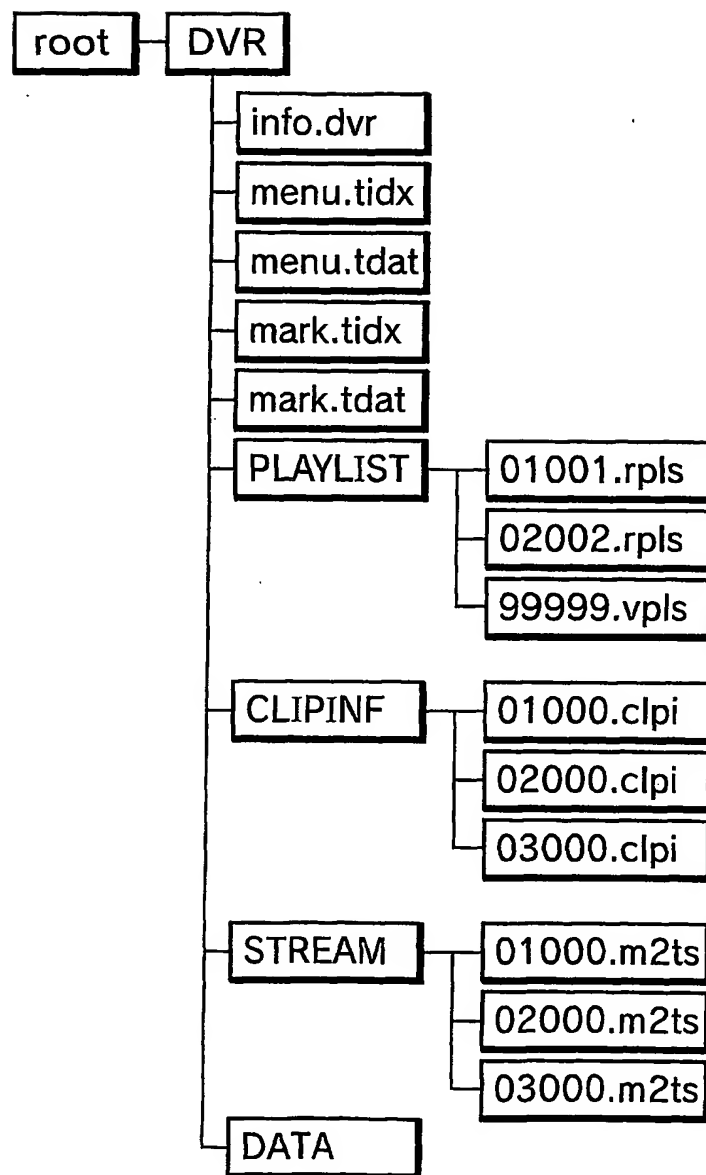 root DVR
info.dvr
menu.tidx
menu.tdat
mark.tidx
mark.tdat
PLAYLIST 01001.rpls
02002.rpls
99999.vpls
CLIPINF 01000.clpi
02000.clpi
03000.clpi
STREAM 01000.m2ts
02000.m2ts
03000.m2ts
DATA